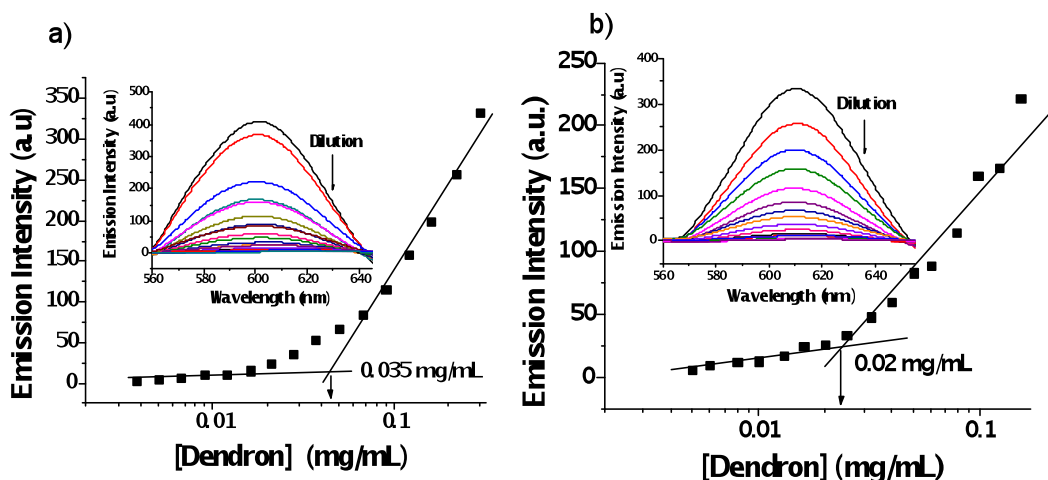 a)
Emission Intensity (a.u)
350
300
250
200
150
100
50
0
0.01
0.1
[Dendron] (mg/mL)
0.035 mg/mL
Emission Intensity (a.u)
500
400
300
200
100
0
560
580
600
620
640
Wavelength (nm)
Dilution
b)
Emission Intensity (a.u.)
250
200
150
100
50
0
0.01
0.1
[Dendron] (mg/mL)
0.02 mg/mL
Emission Intensity (a.u)
400
300
200
100
0
560
580
600
620
640
Wavelength (nm)
Dilution